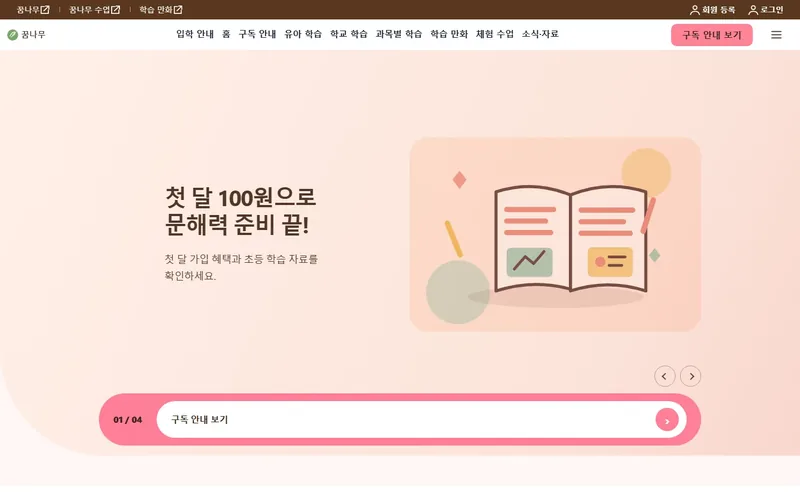 꿈나무
꿈나무 수업
학습 만화
회원 등록
로그인
꿈나무
입학 안내
홈
구독 안내
유아 학습
학교 학습
과목별 학습
학습 만화
체험 수업
소식·자료
구독 안내 보기
첫 달 100원으로
문해력 준비 끝!
첫 달 가입 혜택과 초등 학습 자료를
확인하세요.
01 / 04
구독 안내 보기